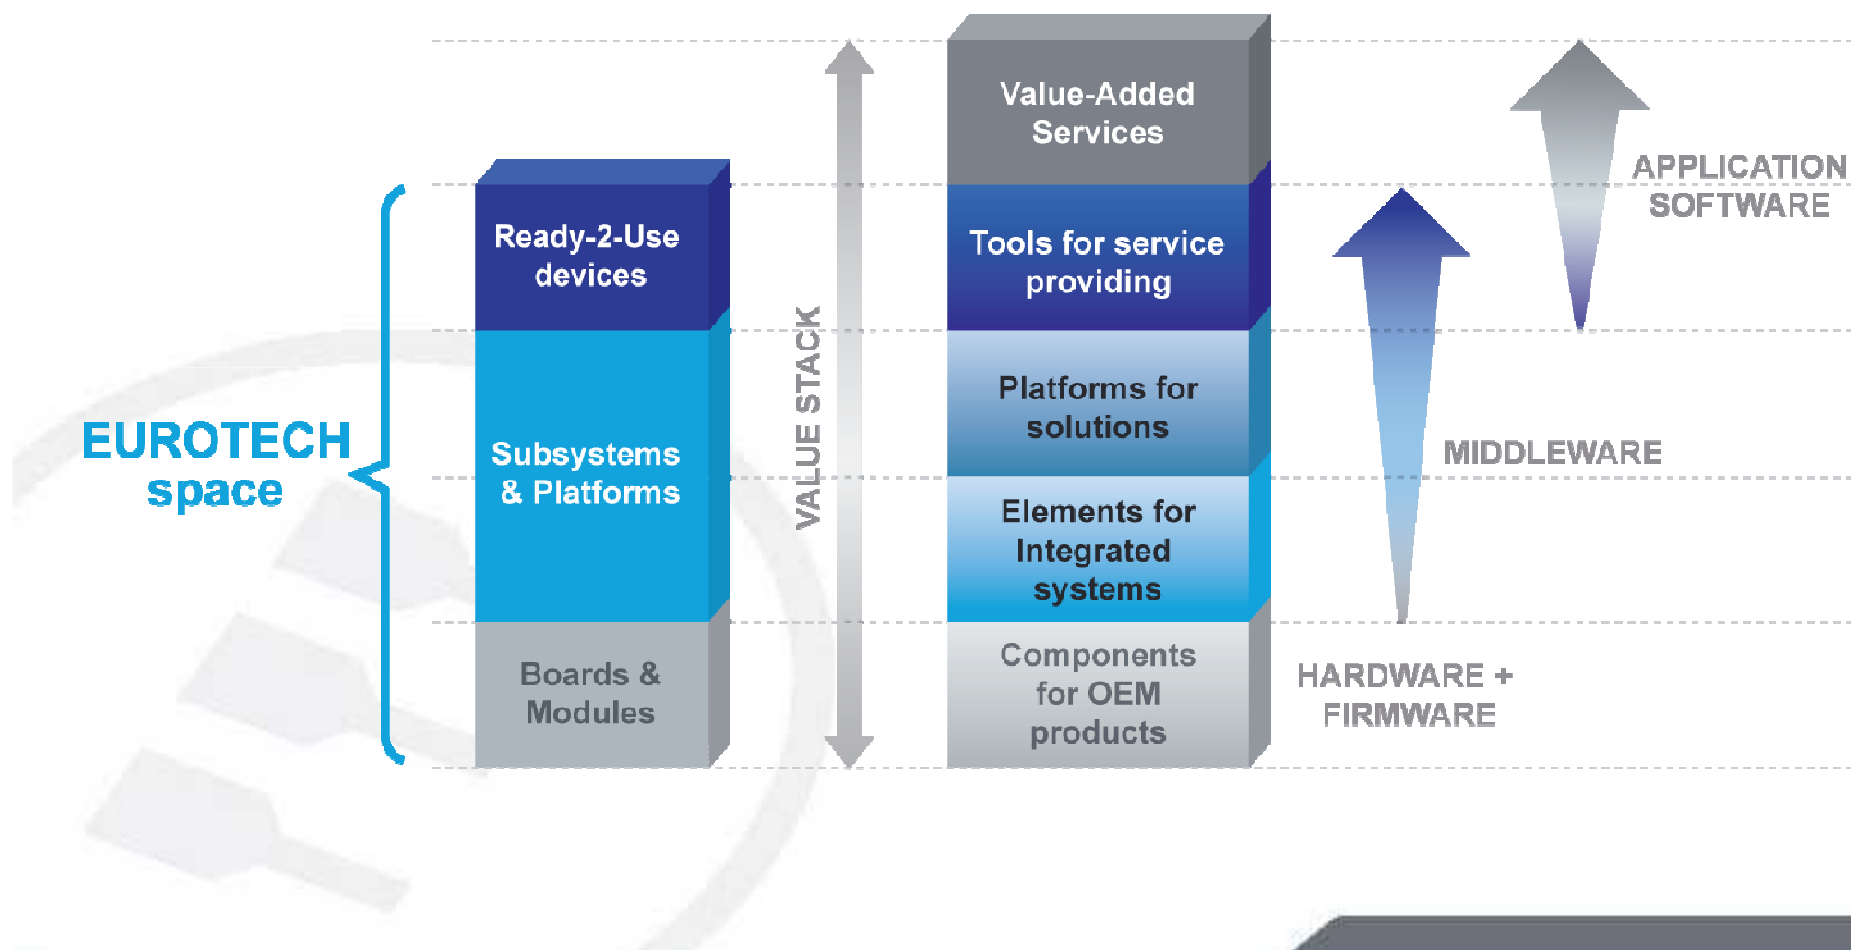 EUROTECH
space
Ready-2-Use
devices
Subsystems
& Platforms
Boards &
Modules
VALUE STACK
Value-Added
Services
Tools for service
providing
Platforms for
solutions
Elements for
Integrated
systems
Components
for OEM
products
APPLICATION
SOFTWARE
MIDDLEWARE
HARDWARE +
FIRMWARE